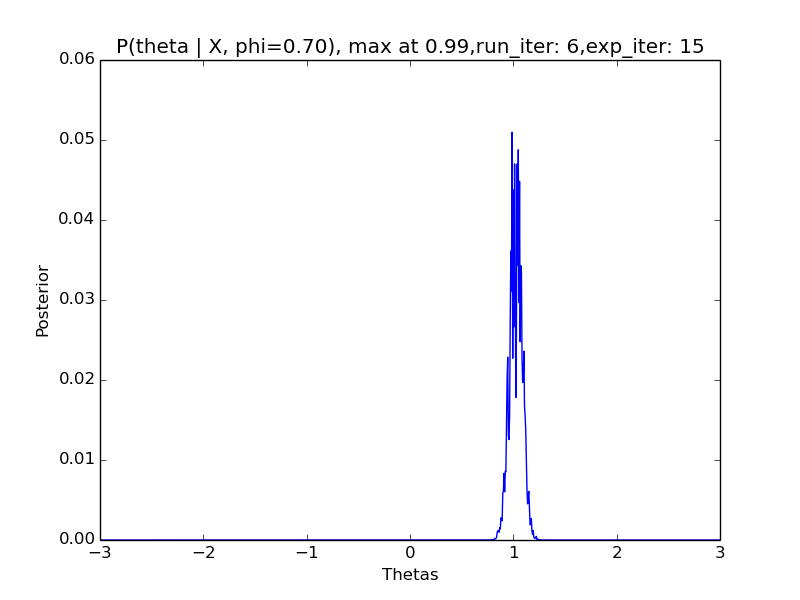 P(theta | X, phi=0.70), max at 0.99,run_iter: 6,exp_iter: 15
0.06
0.05
0.04
0.03
0.02
0.01
0.00
Posterior
−3 −2 −1 0 1 2 3
Thetas